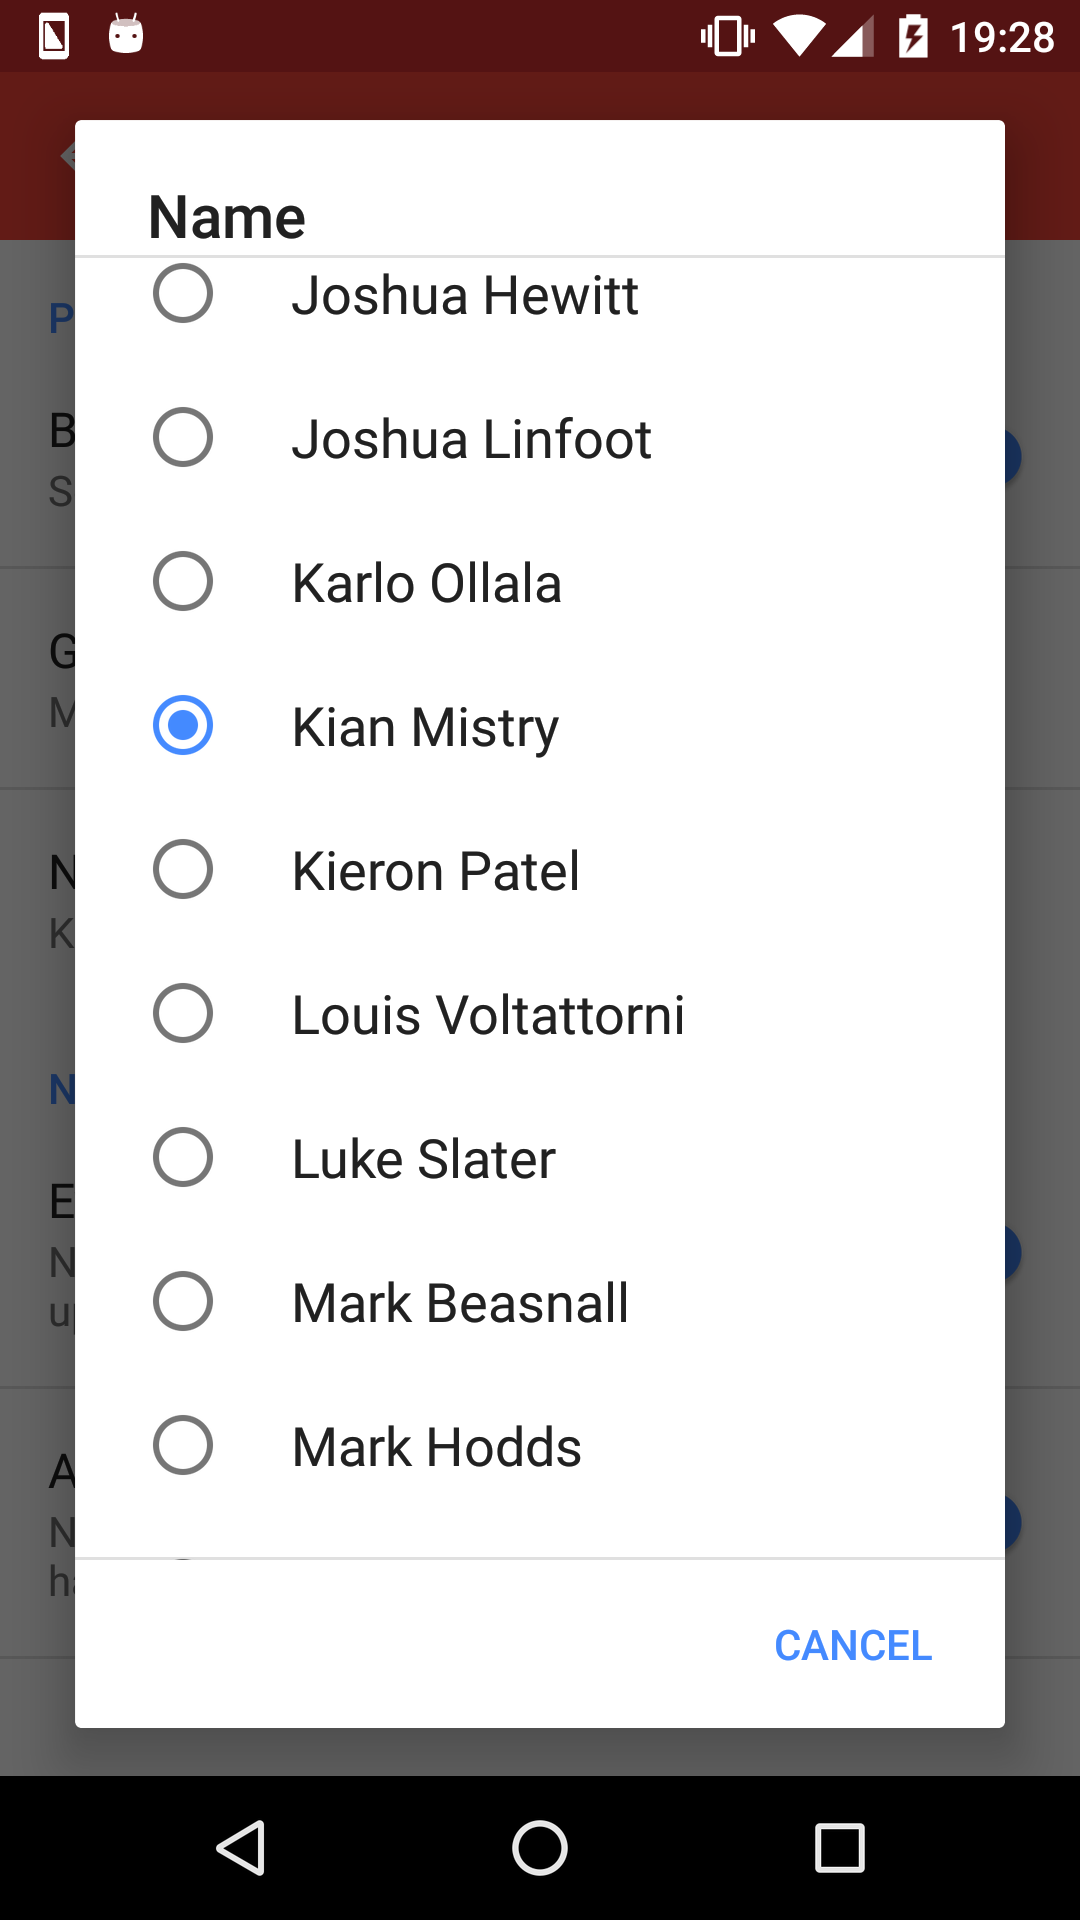 19:28
Name
Joshua Hewitt
Joshua Linfoot
Karlo Ollala
Kian Mistry
Kieron Patel
Louis Voltattorni
Luke Slater
Mark Beasnall
Mark Hodds
CANCEL